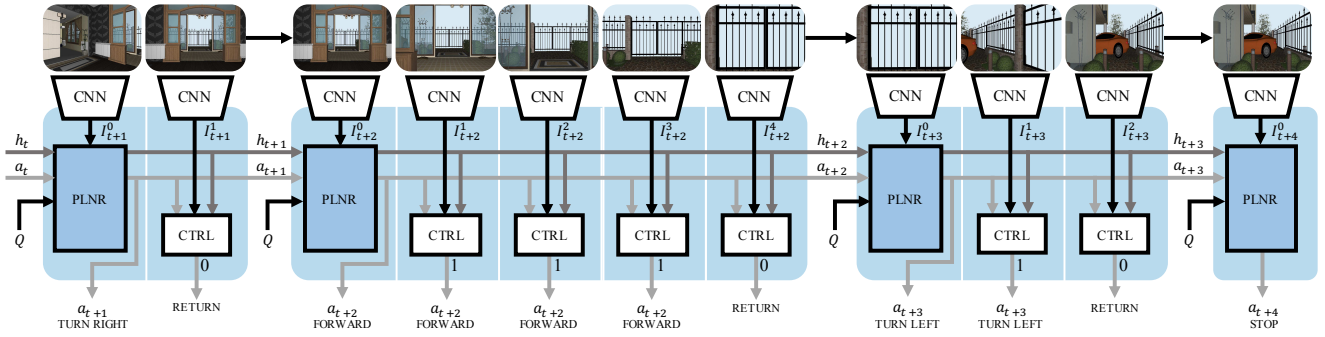 CNN CNN CNN CNN CNN CNN CNN CNN CNN CNN CNN
I^0_{t+1} I^1_{t+1} I^0_{t+2} I^1_{t+2} I^2_{t+2} I^3_{t+2} I^4_{t+2} I^0_{t+3} I^1_{t+3} I^2_{t+3} I^0_{t+4}
h_t h_{t+1} h_{t+2} h_{t+3}
a_t a_{t+1} a_{t+2} a_{t+3}
PLNR PLNR PLNR PLNR
Q CTRL Q CTRL CTRL CTRL CTRL Q CTRL CTRL Q
0 1 1 1 0 1 0
a_{t+1} RETURN a_{t+2} a_{t+2} a_{t+2} a_{t+2} RETURN a_{t+3} a_{t+3} RETURN a_{t+4}
TURN RIGHT FORWARD FORWARD FORWARD FORWARD TURN LEFT TURN LEFT STOP